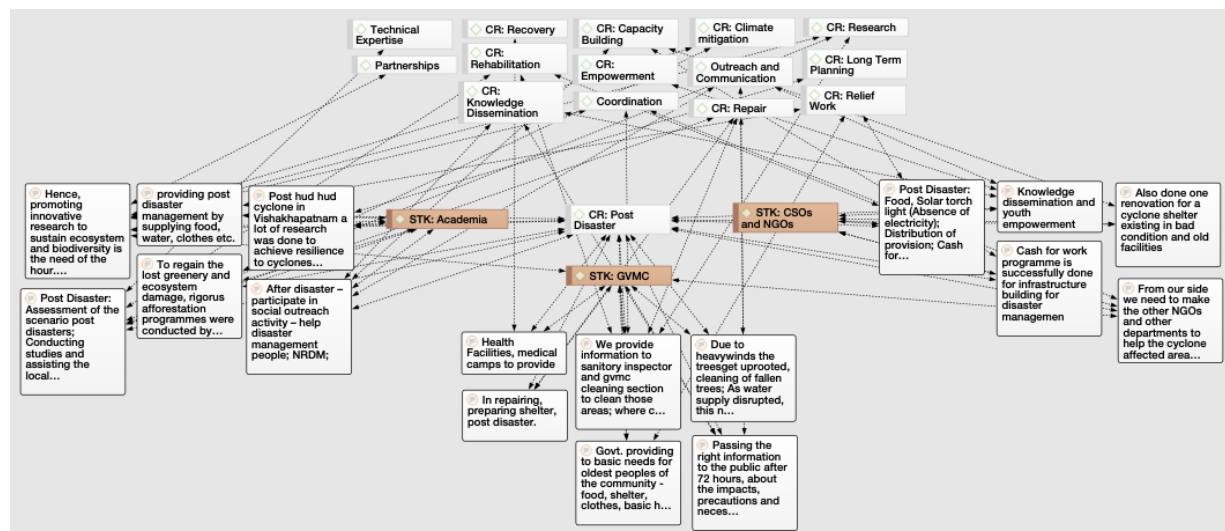 Technical
Expertise
Partnerships
CR: Recovery
CR:
Rehabilitation
CR:
Knowledge
Dissemination
CR: Capacity
Building
CR:
Empowerment
Coordination
CR: Climate
mitigation
Outreach and
Communication
CR: Repair
CR: Research
CR: Long Term
Planning
CR: Relief
Work
Hence,
promoting
innovative
research to
sustain ecosystem
and biodiversity
is the need of the
hour....
providing post
disaster
management by
supplying food,
water, clothes etc.
Post hud hud
cyclone in
Vishakhapatnam a
lot of research
was done to
achieve resilience
to cyclones...
STK: Academia
CR: Post
Disaster
STK: CSOs
and NGOs
Post Disaster:
Food, Solar torch
light (Absence of
electricity);
Distribution of
provision; Cash
for...
Knowledge
dissemination and
youth
empowerment
Also done one
renovation for a
cyclone shelter
existing in bad
condition and old
facilities
Post Disaster:
Assessment of the
scenario post
disasters;
Conducting
studies and
assisting the
local...
To regain the
lost greenery and
ecosystem
damage, rigorus
afforestation
programmes were
conducted by...
After disaster –
participate in
social outreach
activity – help
disaster
management
people; NRDM;
STK: GVMC
Cash for work
programme is
successfully done
for infrastructure
building for
disaster
managemen
From our side
we need to make
the other NGOs
and other
departments to
help the cyclone
affected area...
Health
Facilities, medical
camps to provide
In repairing,
preparing shelter,
post disaster.
We provide
information to
sanitory inspector
and gvmc
cleaning section
to clean those
areas; where c...
Due to
heavywinds the
treesget uprooted,
cleaning of fallen
trees; As water
supply disrupted,
this n...
Govt. providing
to basic needs for
oldest peoples of
the community -
food, shelter,
clothes, basic h...
Passing the
right information
to the public after
72 hours, about
the impacts,
precautions and
neces...